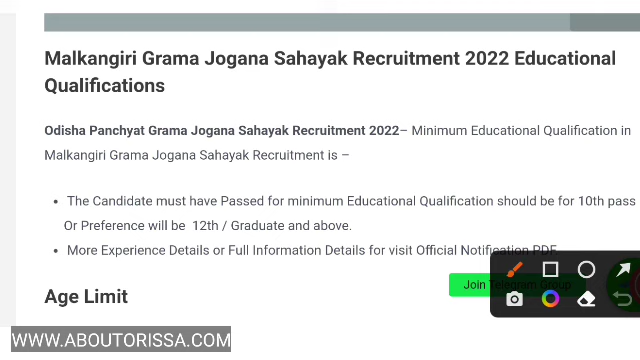 Malkangiri Grama Jogana Sahayak Recruitment 2022 Educational
Qualifications
Odisha Panchyat Grama Jogana Sahayak Recruitment 2022– Minimum Educational Qualification in
Malkangiri Grama Jogana Sahayak Recruitment is –
• The Candidate must have Passed for minimum Educational Qualification should be for 10th pass
Or Preference will be 12th / Graduate and above.
• More Experience Details or Full Information Details for visit Official Notification PDF.
Join Telegram Group
Age Limit
WWW.ABOUTORISSA.COM